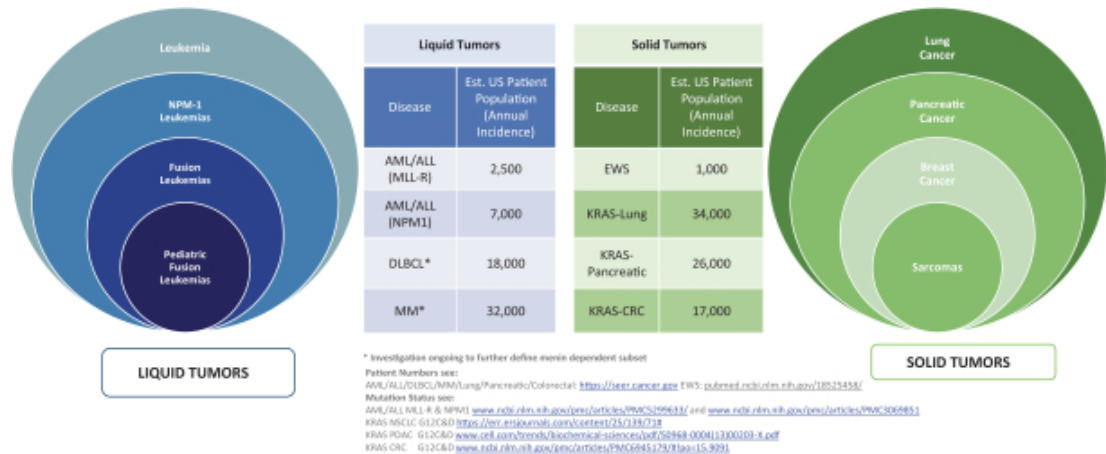 Leukemia
NPM-1
Leukemias
Fusion
Leukemias
Pediatric
Fusion
Leukemias
LIQUID TUMORS
Liquid Tumors
Disease
Est. US Patient
Population
(Annual
Incidence)
AML/ALL
(MLL-R)
2,500
AML/ALL
(NPM1)
7,000
DLBCL*
18,000
MM*
32,000
Solid Tumors
Disease
Est. US Patient
Population
(Annual
Incidence)
EWS
1,000
KRAS-Lung
34,000
KRAS-
Pancreatic
26,000
KRAS-CRC
17,000
Lung
Cancer
Pancreatic
Cancer
Breast
Cancer
Sarcomas
SOLID TUMORS
* Investigation ongoing to further define menin dependent subset
Patient Numbers see:
AML/ALL/DLBCL/MM/Lung/Pancreatic/Colorectal: https://seer.cancer.gov EWS: pubmed.ncbi.nlm.nih.gov/18525458/
Mutation Status see:
AML/ALL MLL-R & NPM1 www.ncbi.nlm.nih.gov/pmc/articles/PMC5299633/ and www.ncbi.nlm.nih.gov/pmc/articles/PMC3069851
KRAS NSCLC G12C&D https://err.ersjournals.com/content/25/139/71#
KRAS PDAC G12C&D www.cell.com/trends/biochemical-sciences/pdf/S0968-0004(13)00203-X.pdf
KRAS CRC G12C&D www.ncbi.nlm.nih.gov/pmc/articles/PMC6945179/#!po=15.9091